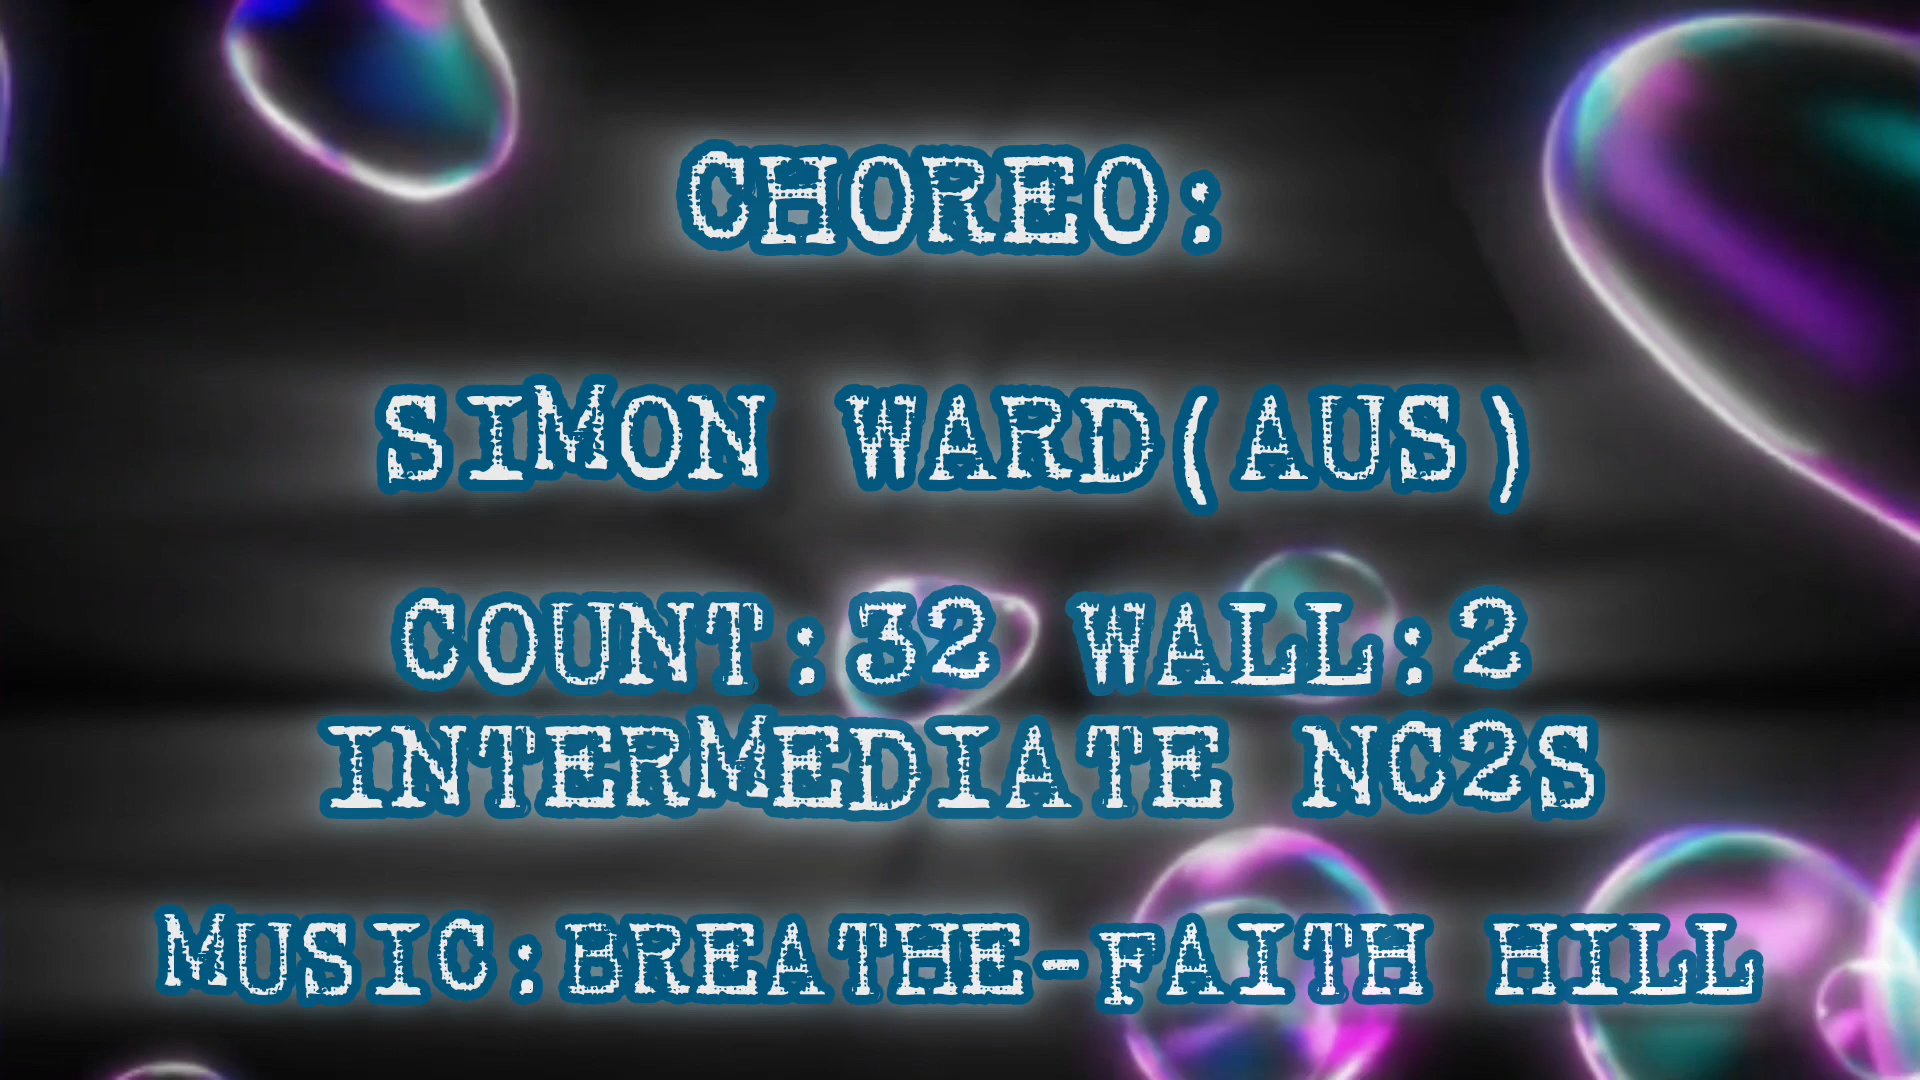 CHOREO:
SIMON WARD(AUS)
COUNT:32 WALL:2
INTERMEDIATE NC2S
MUSIC:BREATHE-FAITH HILL